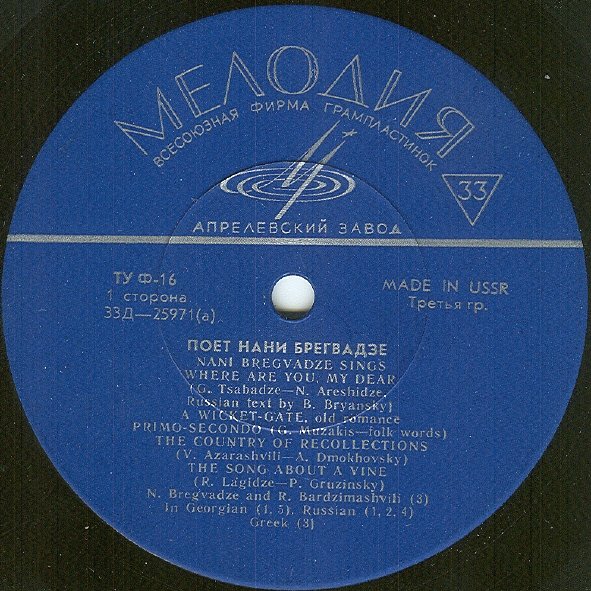 МЕЛОДИЯ
ВСЕСОЮЗНАЯ ФИРМА ГРАМПЛАСТИНОК
33
АПРЕЛЕВСКИЙ ЗАВОД
ТУ Ф-16
1 сторона
33Д—25971(а)
MADE IN USSR
Третья гр.
ПОЕТ НАНИ БРЕГВАДЗЕ
NANI BREGVADZE SINGS
WHERE ARE YOU, MY DEAR
(G. Tsabadze—N. Areshidze,
Russian text by B. Bryansky)
A WICKET-GATE, old romance
PRIMO-SECONDO (G. Muzakis—folk words)
THE COUNTRY OF RECOLLECTIONS
(V. Azarashvili—A. Dmokhovsky)
THE SONG ABOUT A VINE
(R. Lagidze—P. Gruzinsky)
N. Bregvadze and R. Bardzimashvili (3)
In Georgian (1, 5), Russian (1, 2, 4)
Greek (3)